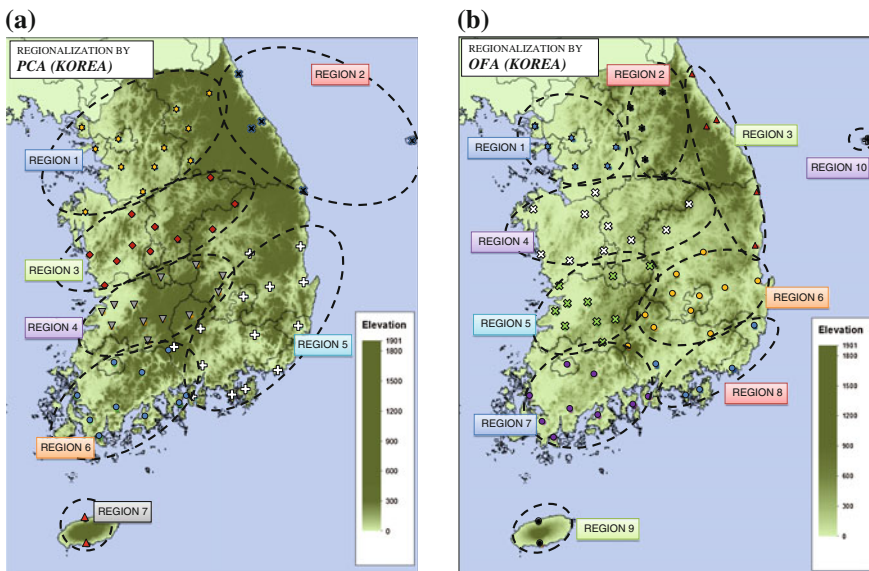 (a)
REGIONALIZATION BY
PCA (KOREA)
REGION 2
REGION 1
REGION 3
REGION 4
REGION 5
REGION 6
REGION 7
Elevation
1901
1800
1500
1200
900
600
300
0
(b)
REGIONALIZATION BY
OFA (KOREA)
REGION 2
REGION 3
REGION 1
REGION 10
REGION 4
REGION 6
REGION 5
REGION 8
REGION 7
REGION 9
Elevation
1901
1800
1500
1200
900
600
300
0